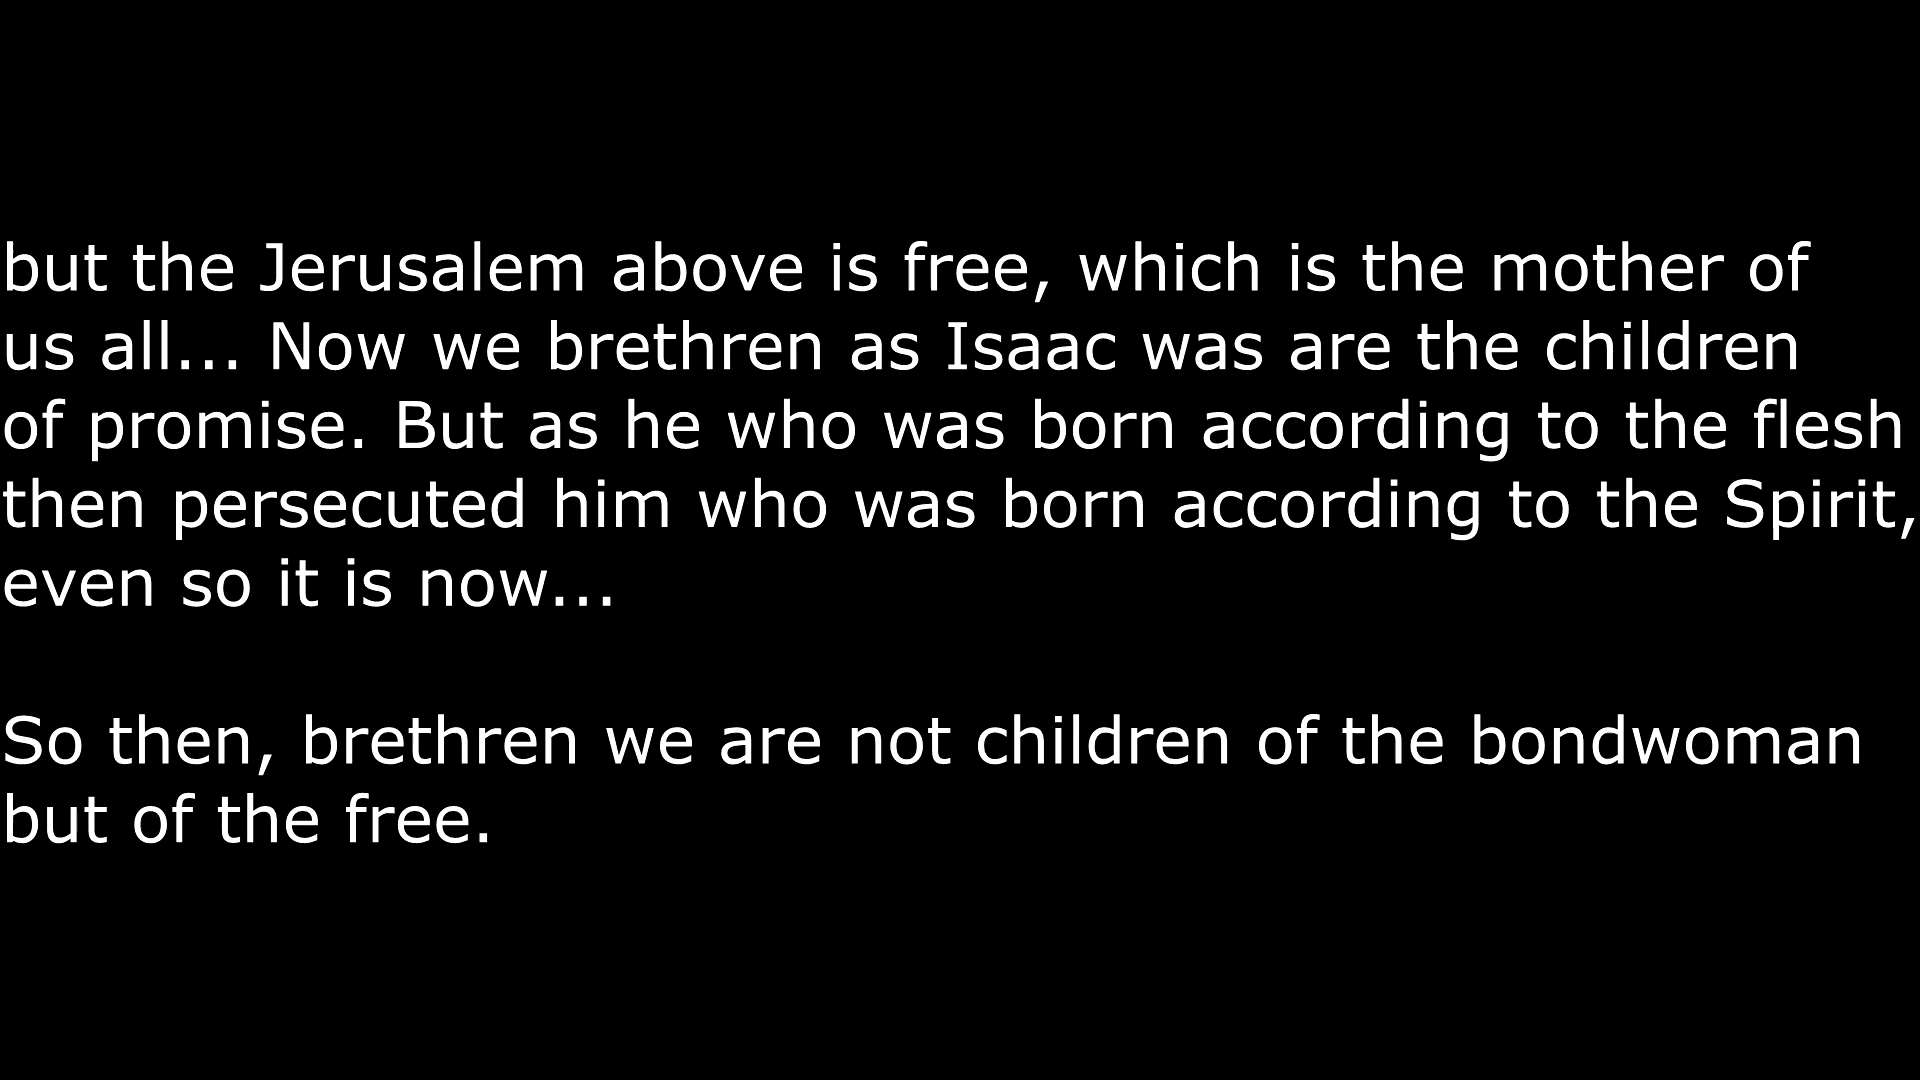 but the Jerusalem above is free, which is the mother of
us all... Now we brethren as Isaac was are the children
of promise. But as he who was born according to the flesh
then persecuted him who was born according to the Spirit,
even so it is now...
So then, brethren we are not children of the bondwoman
but of the free.